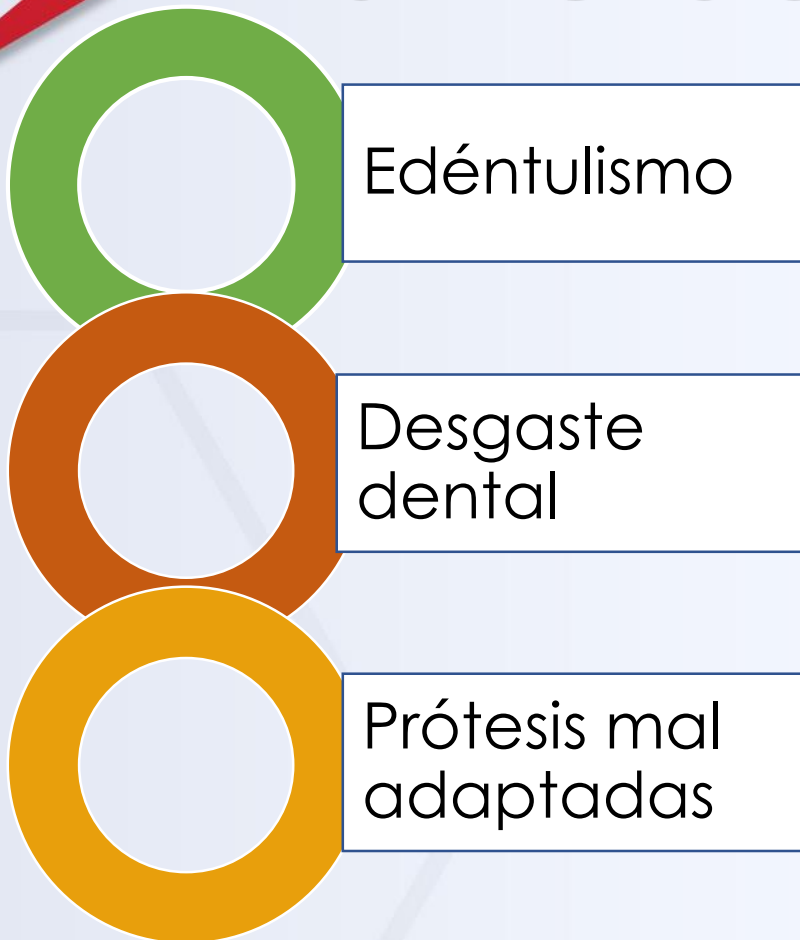 Edéntulismo
Desgaste
dental
Prótesis mal
adaptadas